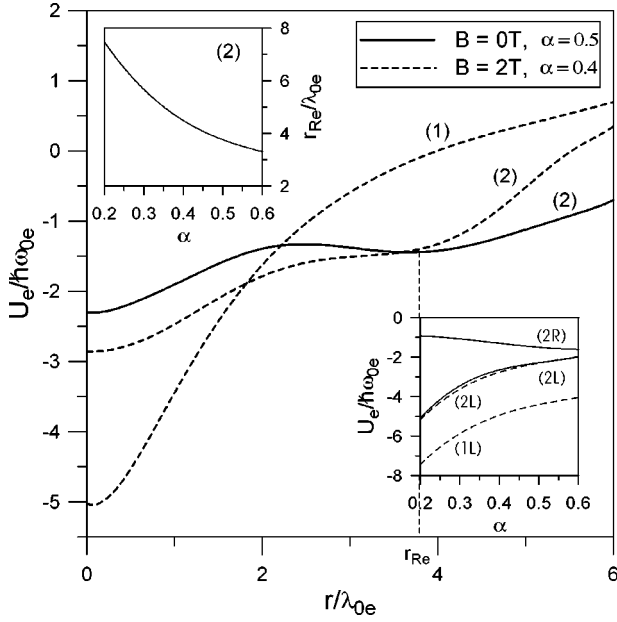 (2)
8
6
4
2
r_Re/λ_0e
0.2 0.3 0.4 0.5 0.6
α
B = 0T, α = 0.5
B = 2T, α = 0.4
U_e/ħω_0e
0
-1
-2
-3
-4
-5
(1)
(2)
(2)
0
-2
-4
-6
-8
U_e/ħω_0e
(2R)
(2L)
(2L)
(1L)
0.2 0.3 0.4 0.5 0.6
α
r_Re
0 2 4 6
r/λ_0e